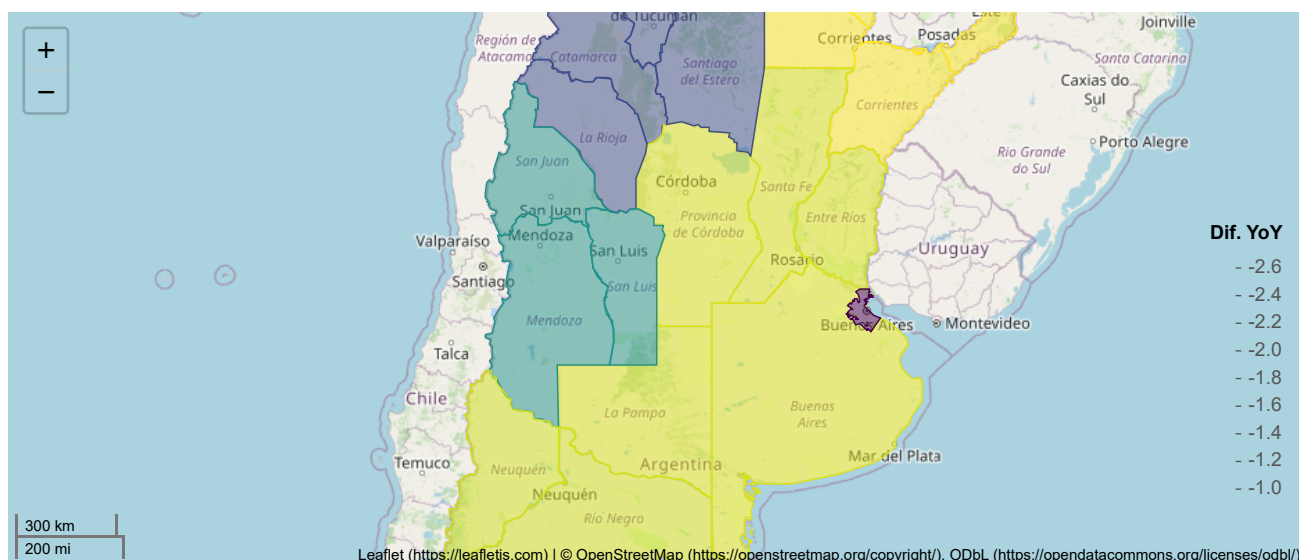 +
−
de Tucumán
Este
Joinville
Región de
Atacama
Catamarca
Santiago
del Estero
Corrientes
Posadas
Santa Catarina
Caxias do
Sul
Corrientes
La Rioja
Porto Alegre
Rio Grande
do Sul
San Juan
Córdoba
Santa Fe
San Juan
Provincia
de Córdoba
Entre Ríos
Valparaíso
Mendoza
San Luis
Rosario
Uruguay
Dif. YoY
Santiago
San Luis
- -2.6
- -2.4
Mendoza
Buenos Aires
Montevideo
- -2.2
Talca
- -2.0
- -1.8
Chile
La Pampa
Buenos
Aires
- -1.6
- -1.4
Temuco
Neuquén
Argentina
Mar del Plata
- -1.2
Neuquén
- -1.0
Río Negro
300 km
200 mi
Leaflet (https://leafletjs.com) | © OpenStreetMap (https://openstreetmap.org/copyright/), ODbL (https://opendatacommons.org/licenses/odbl/)